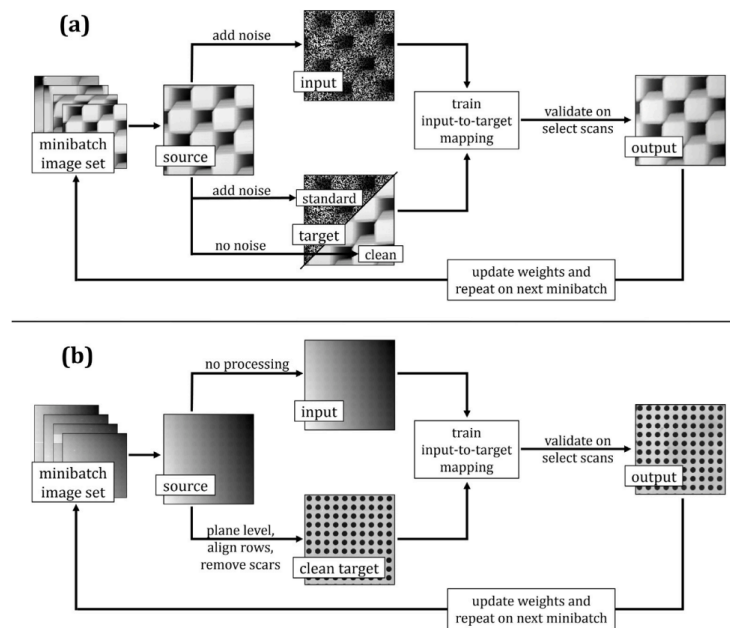 (a)
add noise
input
minibatch
image set
source
train
input-to-target
mapping
validate on
select scans
output
add noise
standard
target
no noise
clean
update weights and
repeat on next minibatch
(b)
no processing
input
minibatch
image set
source
train
input-to-target
mapping
validate on
select scans
output
plane level,
align rows,
remove scars
clean target
update weights and
repeat on next minibatch